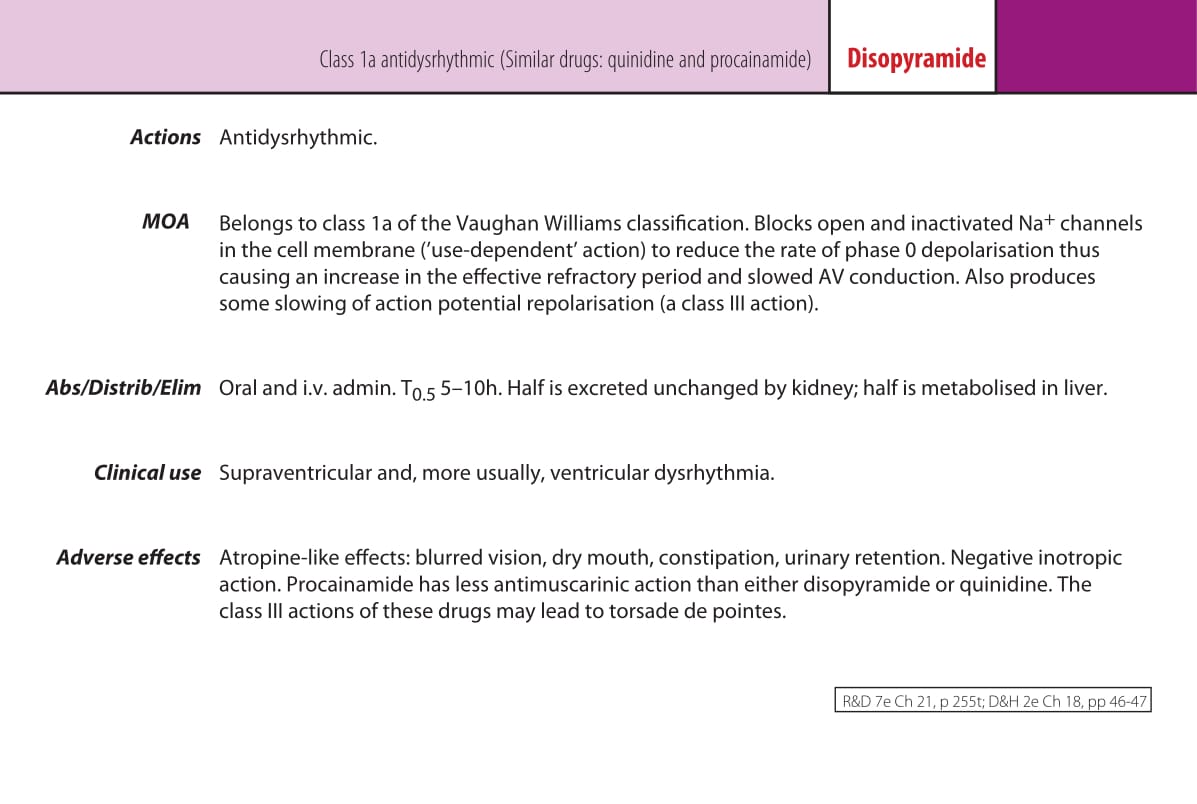 Class 1a antidysrhythmic (Similar drugs: quinidine and procainamide) Disopyramide
Actions Antidysrhythmic.
MOA Belongs to class 1a of the Vaughan Williams classification. Blocks open and inactivated Na+ channels
in the cell membrane (’use-dependent’ action) to reduce the rate of phase 0 depolarisation thus
causing an increase in the effective refractory period and slowed AV conduction. Also produces
some slowing of action potential repolarisation (a class III action).
Abs/Distrib/Elim Oral and i.v. admin. T0.5 5–10h. Half is excreted unchanged by kidney; half is metabolised in liver.
Clinical use Supraventricular and, more usually, ventricular dysrhythmia.
Adverse effects Atropine-like effects: blurred vision, dry mouth, constipation, urinary retention. Negative inotropic
action. Procainamide has less antimuscarinic action than either disopyramide or quinidine. The
class III actions of these drugs may lead to torsade de pointes.
R&D 7e Ch 21, p 255t; D&H 2e Ch 18, pp 46-47